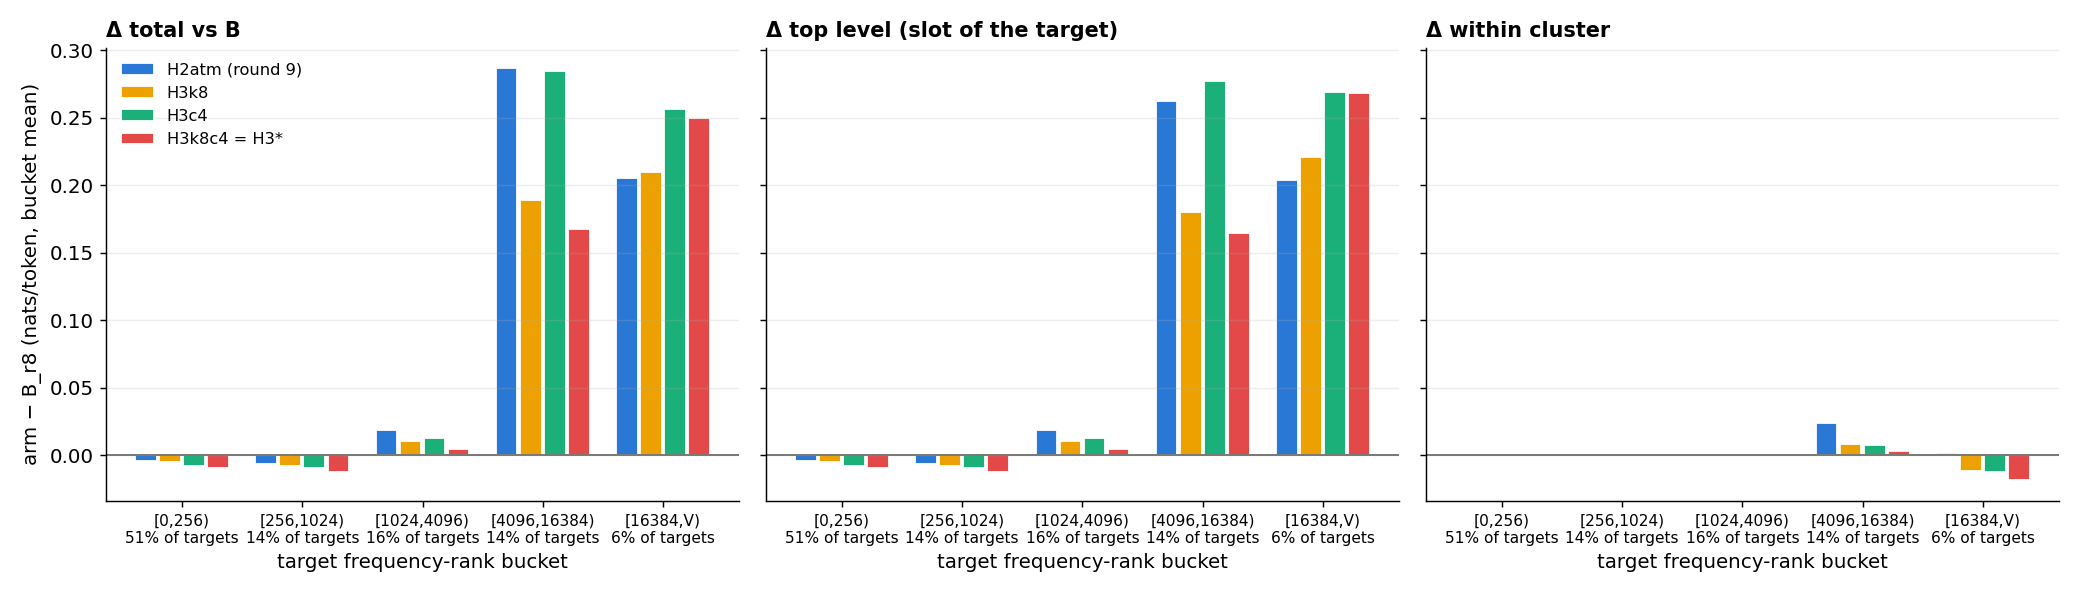 Δ total vs B
Δ top level (slot of the target)
Δ within cluster
arm − B_r8 (nats/token, bucket mean)
0.30
0.25
0.20
0.15
0.10
0.05
0.00
H2atm (round 9)
H3k8
H3c4
H3k8c4 = H3*
[0,256)
51% of targets
[256,1024)
14% of targets
[1024,4096)
16% of targets
[4096,16384)
14% of targets
[16384,V)
6% of targets
target frequency-rank bucket
[0,256)
51% of targets
[256,1024)
14% of targets
[1024,4096)
16% of targets
[4096,16384)
14% of targets
[16384,V)
6% of targets
target frequency-rank bucket
[0,256)
51% of targets
[256,1024)
14% of targets
[1024,4096)
16% of targets
[4096,16384)
14% of targets
[16384,V)
6% of targets
target frequency-rank bucket